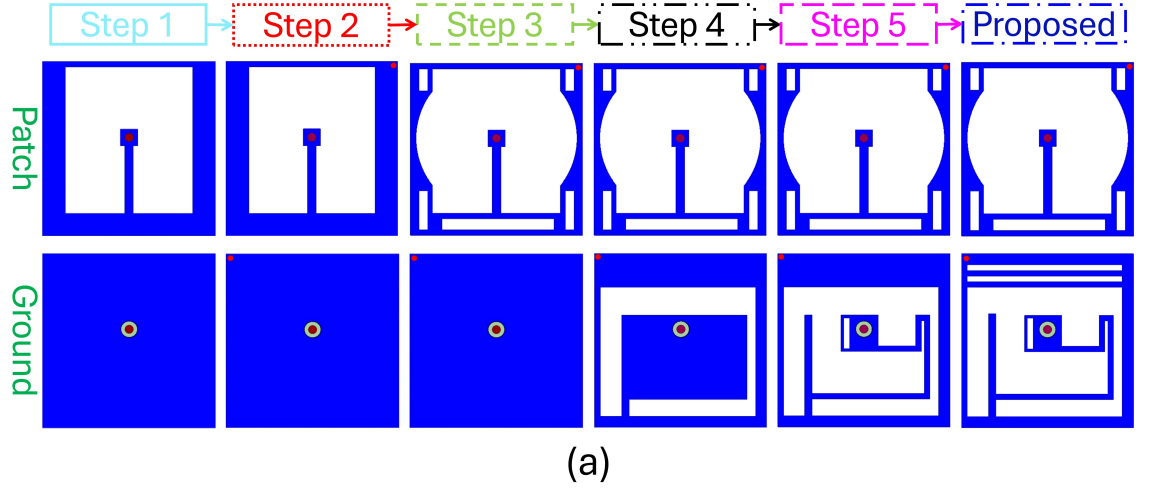 Step 1
Step 2
Step 3
Step 4
Step 5
Proposed
Patch
Ground
(a)